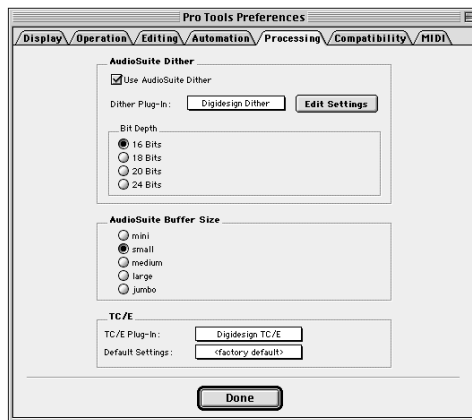 Pro Tools Preferences
Display Operation Editing Automation Processing Compatibility MIDI
AudioSuite Dither
Use AudioSuite Dither
Dither Plug-In: Digidesign Dither Edit Settings
Bit Depth
16 Bits
18 Bits
20 Bits
24 Bits
AudioSuite Buffer Size
mini
small
medium
large
jumbo
TC/E
TC/E Plug-In: Digidesign TC/E
Default Settings: <factory default>
Done